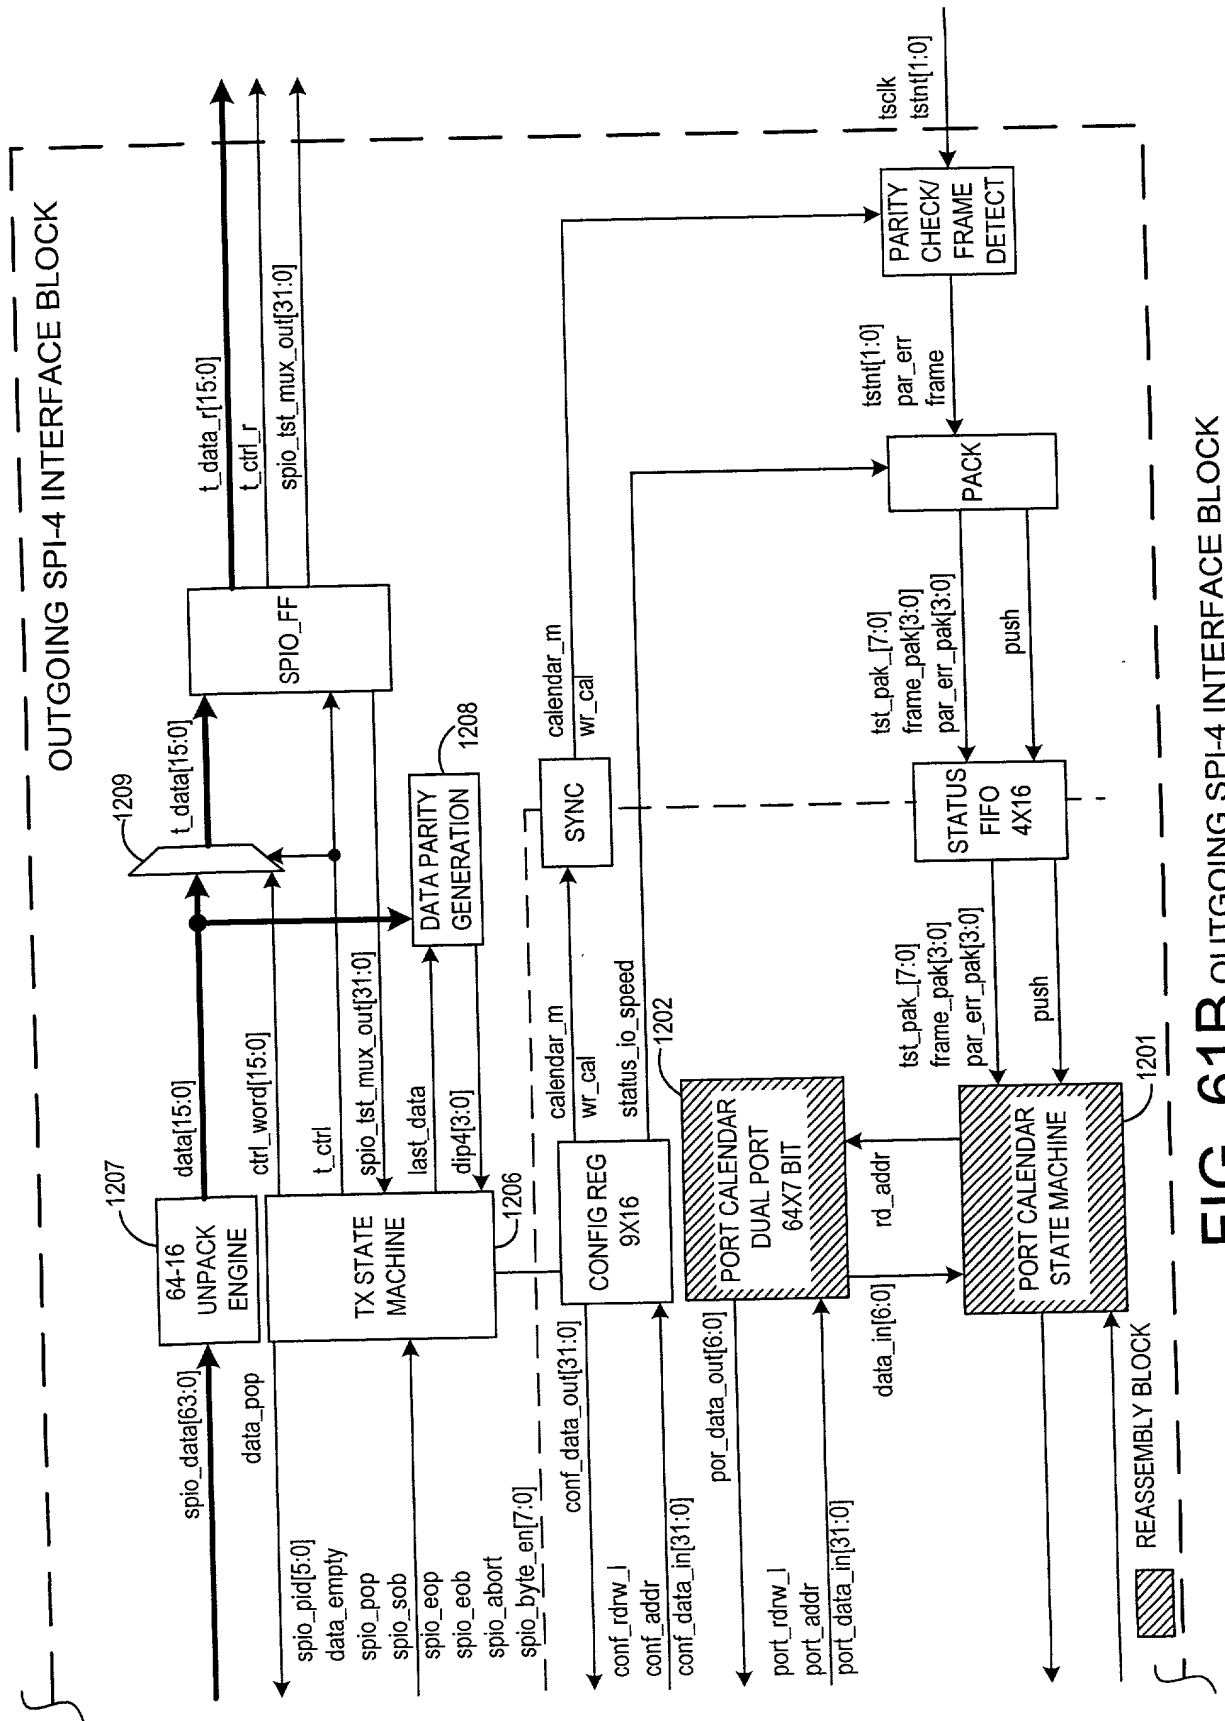 OUTGOING SPI-4 INTERFACE BLOCK
spio_data[63:0]
1207
64-16
UNPACK
ENGINE
data[15:0]
1209
t_data[15:0]
SPIO_FF
t_data_r[15:0]
t_ctrl_r
spio_tst_mux_out[31:0]
data_pop
spio_pid[5:0]
data_empty
spio_pop
spio_sob
spio_eop
spio_eob
spio_abort
spio_byte_en[7:0]
TX STATE
MACHINE
1206
ctrl_word[15:0]
t_ctrl
spio_tst_mux_out[31:0]
last_data
dip4[3:0]
DATA PARITY
GENERATION
1208
conf_data_out[31:0]
conf_rdrw_l
conf_addr
conf_data_in[31:0]
CONFIG REG
9X16
calendar_m
wr_cal
status_io_speed
SYNC
calendar_m
wr_cal
por_data_out[6:0]
port_rdrw_l
port_addr
port_data_in[31:0]
PORT CALENDAR
DUAL PORT
64X7 BIT
1202
data_in[6:0]
rd_addr
PORT CALENDAR
STATE MACHINE
1201
tst_pak_[7:0]
frame_pak[3:0]
par_err_pak[3:0]
push
STATUS
FIFO
4X16
tst_pak_[7:0]
frame_pak[3:0]
par_err_pak[3:0]
push
PACK
tstnt[1:0]
par_err
frame
PARITY
CHECK/
FRAME
DETECT
tsclk
tstnt[1:0]
REASSEMBLY BLOCK
FIG. 61B OUTGOING SPI-4 INTERFACE BLOCK